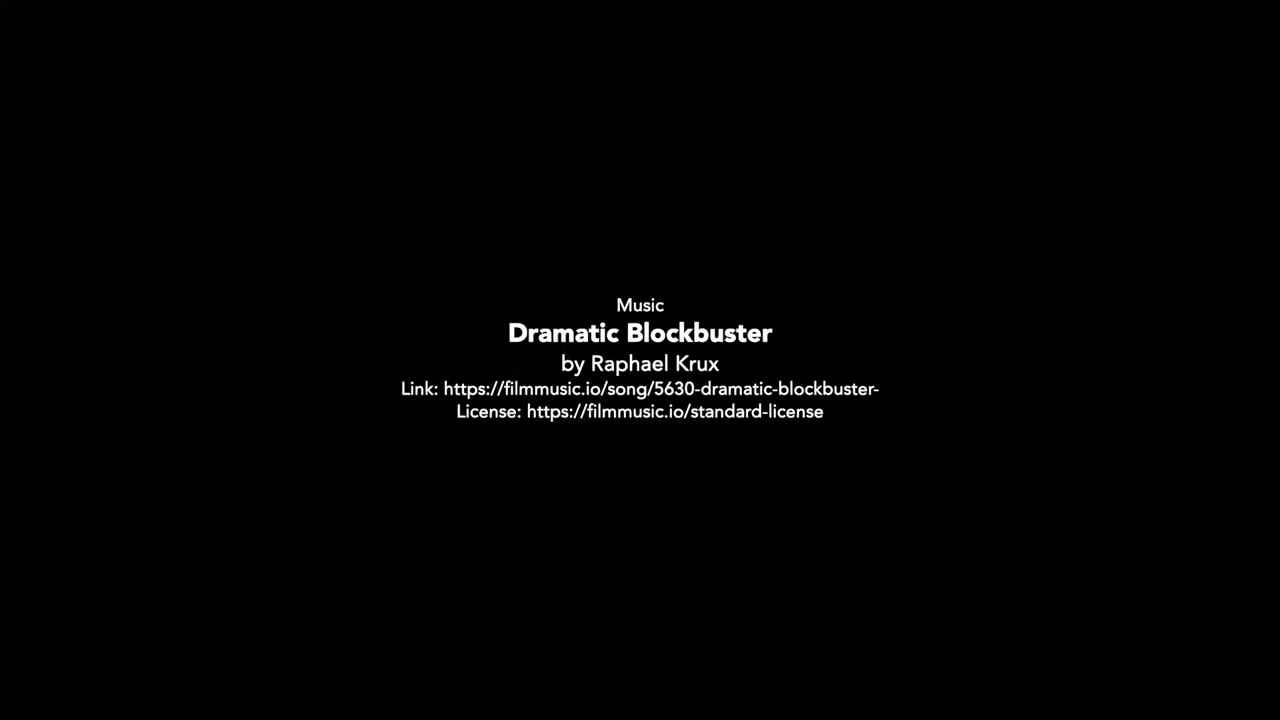 Music
Dramatic Blockbuster
by Raphael Krux
Link: https://filmmusic.io/song/5630-dramatic-blockbuster-
License: https://filmmusic.io/standard-license